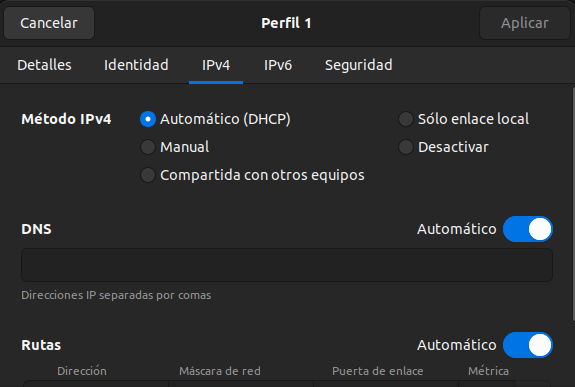 Cancelar Perfil 1 Aplicar
Detalles Identidad IPv4 IPv6 Seguridad
Método IPv4 Automático (DHCP) Sólo enlace local
Manual Desactivar
Compartida con otros equipos
DNS Automático
Direcciones IP separadas por comas
Rutas Automático
Dirección Máscara de red Puerta de enlace Métrica